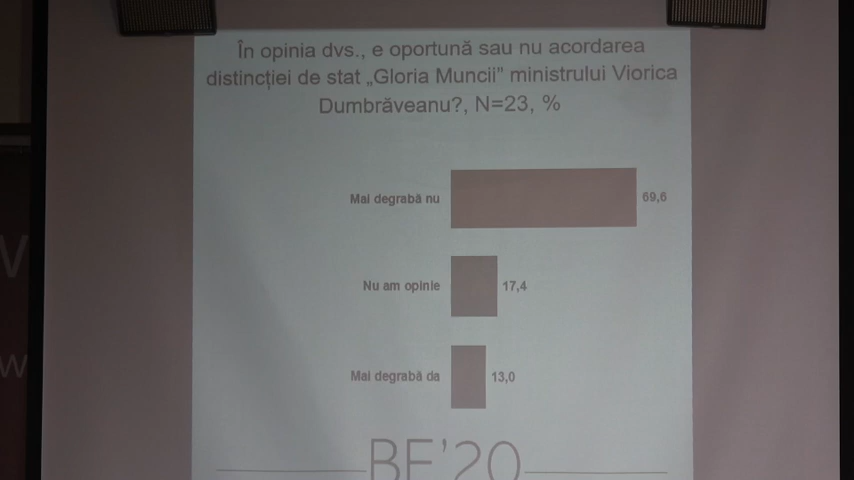 În opinia dvs., e oportună sau nu acordarea
distincției de stat „Gloria Muncii" ministrului Viorica
Dumbrăveanu?, N=23, %
Mai degrabă nu 69,6
Nu am opinie 17,4
Mai degrabă da 13,0
BE'20
V
W